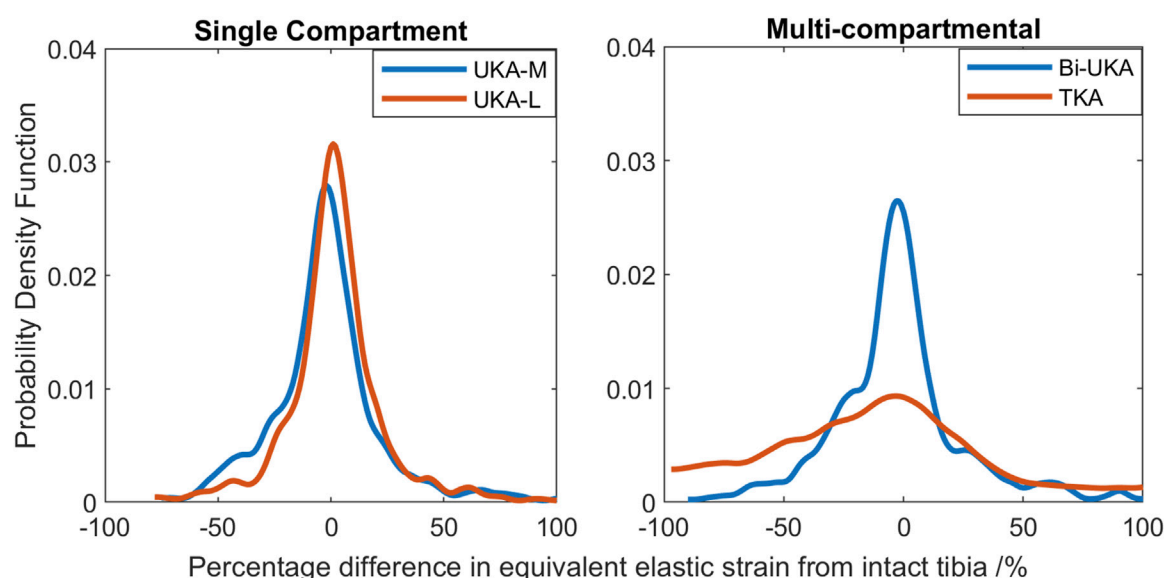 Single Compartment
Multi-compartmental
UKA-M
UKA-L
Bi-UKA
TKA
Probability Density Function
0.04
0.03
0.02
0.01
0
-100
-50
0
50
100
0.04
0.03
0.02
0.01
0
-100
-50
0
50
100
Percentage difference in equivalent elastic strain from intact tibia /%